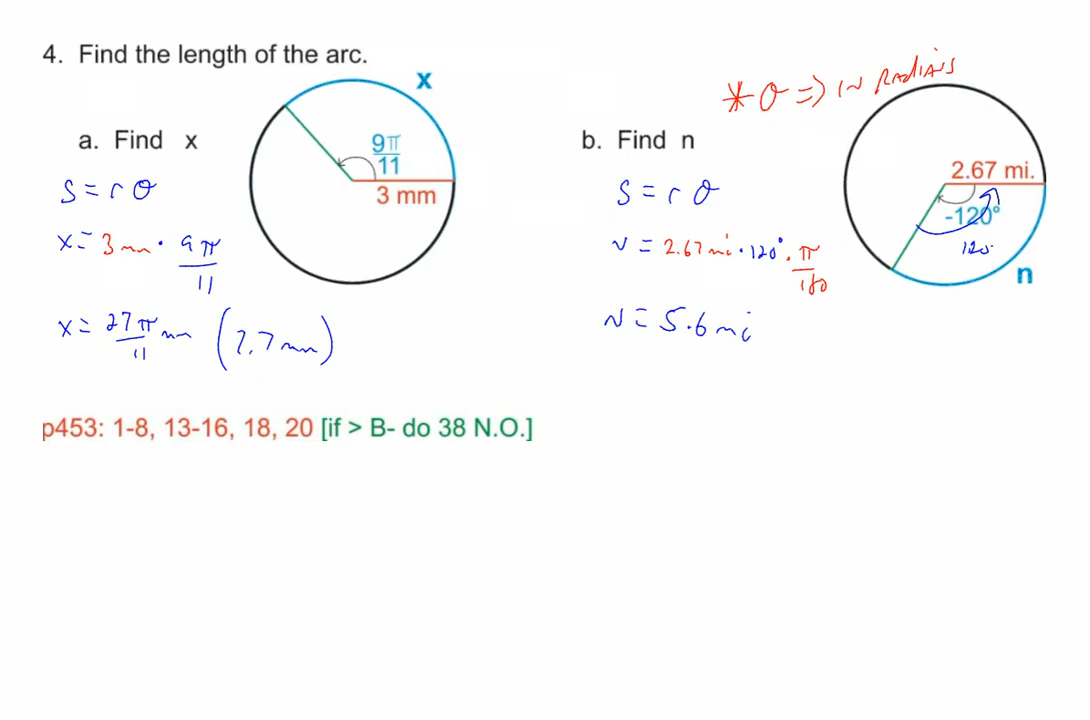 4. Find the length of the arc.
* θ => IN RADIANS
x
a. Find x
9π/11
3 mm
S = r θ
x = 3 mm · 9π/11
x = 27π/11 mm (7.7 mm)
b. Find n
2.67 mi.
-120°
120°
n
S = r θ
N = 2.67 mi · 120° · π/180
N = 5.6 mi
p453: 1-8, 13-16, 18, 20 [if > B- do 38 N.O.]